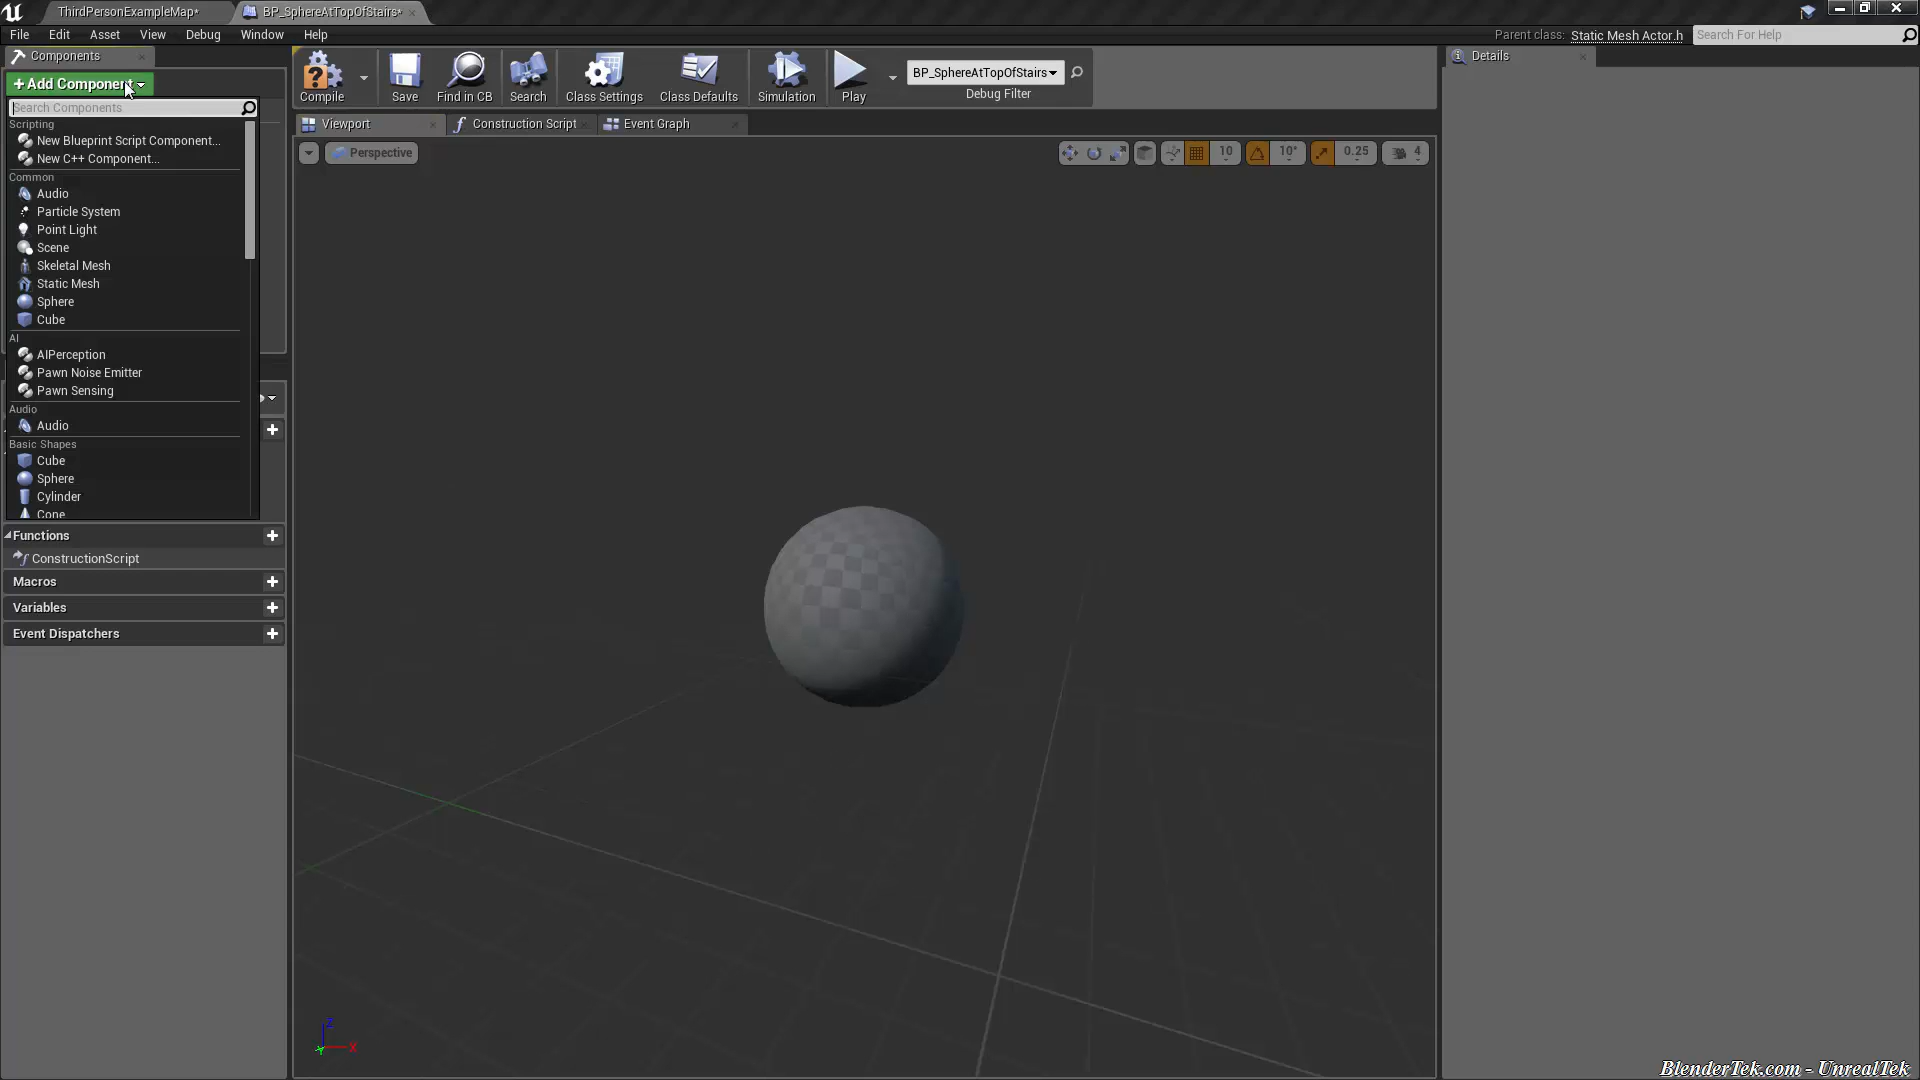 ThirdPersonExampleMap*
BP_SphereAtTopOfStairs*
File Edit Asset View Debug Window Help
Parent class: Static Mesh Actor.h
Search For Help
Components
+Add Component
Search Components
Scripting
New Blueprint Script Component...
New C++ Component...
Common
Audio
Particle System
Point Light
Scene
Skeletal Mesh
Static Mesh
Sphere
Cube
AI
AIPerception
Pawn Noise Emitter
Pawn Sensing
Audio
Audio
Basic Shapes
Cube
Sphere
Cylinder
Cone
Functions
ConstructionScript
Macros
Variables
Event Dispatchers
Compile
Save
Find in CB
Search
Class Settings
Class Defaults
Simulation
Play
BP_SphereAtTopOfStairs
Debug Filter
Viewport
Construction Script
Event Graph
Perspective
10
10°
0.25
4
Z
X
Y
Details
BlenderTek.com - UnrealTek